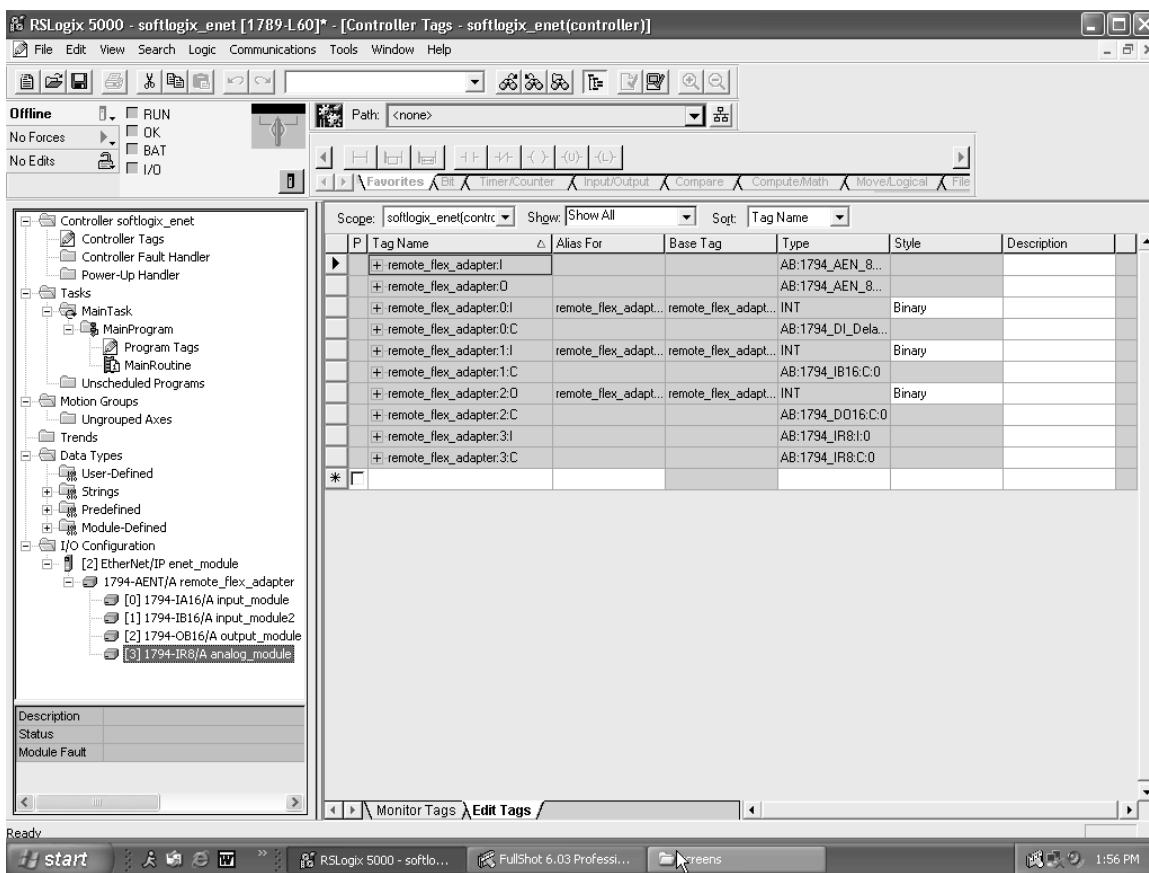 RSLogix 5000 - softlogix_enet [1789-L60]* - [Controller Tags - softlogix_enet(controller)]
File Edit View Search Logic Communications Tools Window Help
Offline RUN
No Forces OK
No Edits BAT
I/O
Path: <none>
Favorites Bit Timer/Counter Input/Output Compare Compute/Math Move/Logical File
Controller softlogix_enet
Controller Tags
Controller Fault Handler
Power-Up Handler
Tasks
MainTask
MainProgram
Program Tags
MainRoutine
Unscheduled Programs
Motion Groups
Ungrouped Axes
Trends
Data Types
User-Defined
Strings
Predefined
Module-Defined
I/O Configuration
[2] EtherNet/IP enet_module
1794-AENT/A remote_flex_adapter
[0] 1794-IA16/A input_module
[1] 1794-IB16/A input_module2
[2] 1794-OB16/A output_module
[3] 1794-IR8/A analog_module
Description
Status
Module Fault
Scope: softlogix_enet(contrc Show: Show All Sort: Tag Name
P Tag Name Alias For Base Tag Type Style Description
remote_flex_adapter:I AB:1794_AEN_8...
remote_flex_adapter:O AB:1794_AEN_8...
remote_flex_adapter:0:I remote_flex_adapt... remote_flex_adapt... INT Binary
remote_flex_adapter:0:C AB:1794_DI_Dela...
remote_flex_adapter:1:I remote_flex_adapt... remote_flex_adapt... INT Binary
remote_flex_adapter:1:C AB:1794_IB16:C:0
remote_flex_adapter:2:O remote_flex_adapt... remote_flex_adapt... INT Binary
remote_flex_adapter:2:C AB:1794_DO16:C:0
remote_flex_adapter:3:I AB:1794_IR8:I:0
remote_flex_adapter:3:C AB:1794_IR8:C:0
Monitor Tags Edit Tags
Ready
start RSLogix 5000 - softlo... FullShot 6.03 Professi... 1:56 PM